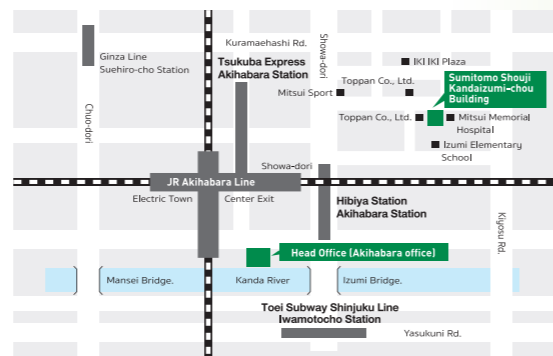 Kuramaehashi Rd.
Showa-dori
Ginza Line
Suehiro-cho Station
Tsukuba Express
Akihabara Station
IKI IKI Plaza
Toppan Co., Ltd.
Mitsui Sport
Sumitomo Shouji
Kandaizumi-chou
Building
Chuo-dori
Toppan Co., Ltd.
Mitsui Memorial
Hospital
Izumi Elementary
School
Showa-dori
JR Akihabara Line
Electric Town
Center Exit
Hibiya Station
Akihabara Station
Kiyosu Rd.
Head Office (Akihabara office)
Mansei Bridge.
Kanda River
Izumi Bridge.
Toei Subway Shinjuku Line
Iwamotocho Station
Yasukuni Rd.